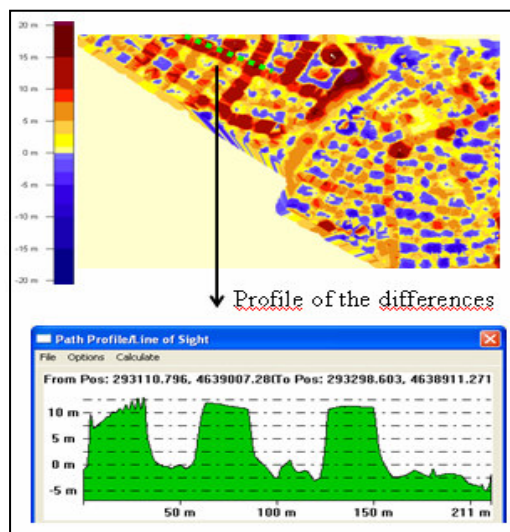 20 m
15 m
10 m
5 m
0 m
-5 m
-10 m
-15 m
-20 m
Profile of the differences
Path Profile/Line of Sight
File Options Calculate
From Pos: 293110.796, 4639007.280To Pos: 293298.603, 4638911.271
10 m
5 m
0 m
-5 m
50 m 100 m 150 m 211 m